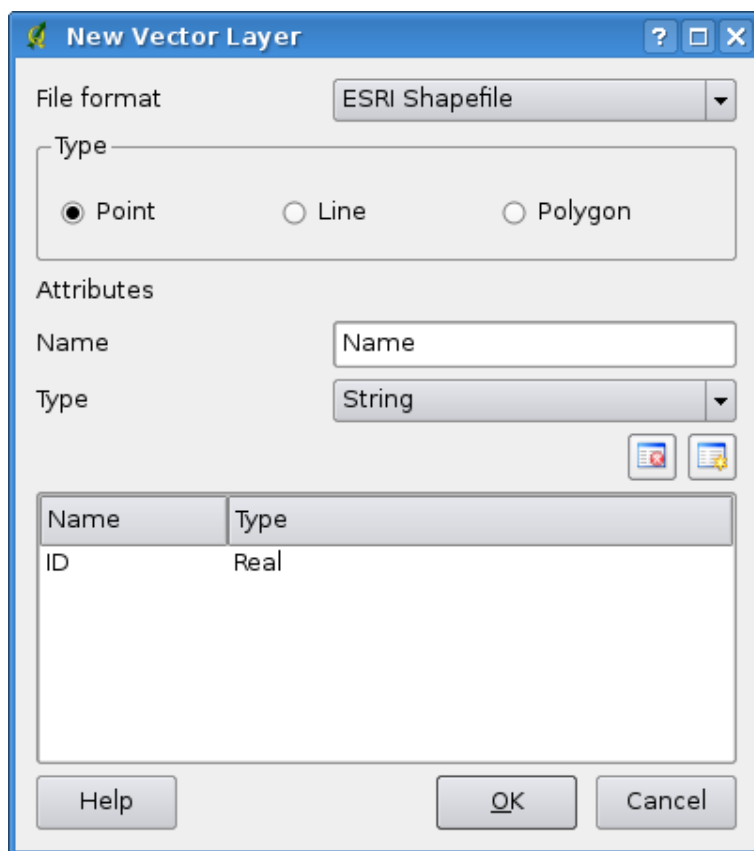 New Vector Layer ?
File format ESRI Shapefile
Type
Point Line Polygon
Attributes
Name Name
Type String
Name Type
ID Real
Help OK Cancel